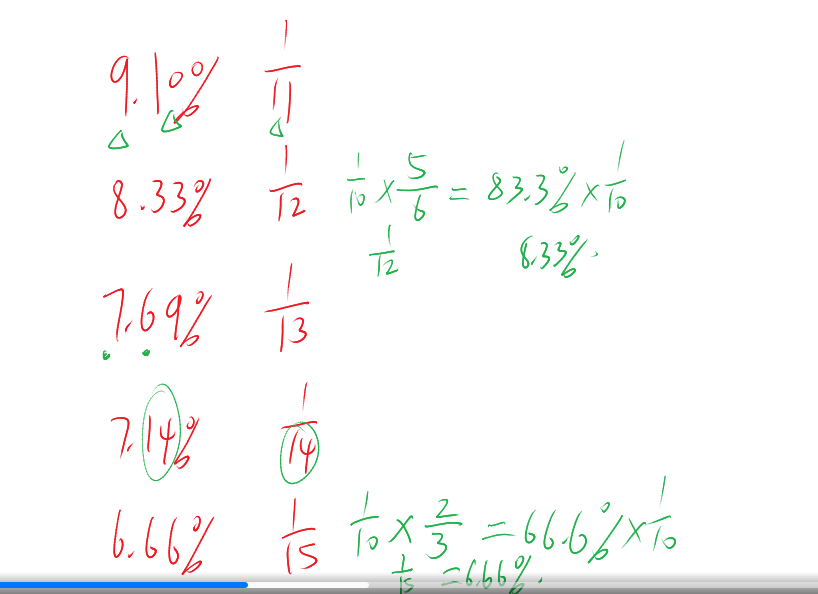 9.10% 1/11
8.33% 1/12 1/10 × 5/6 = 83.3% × 1/10
1/12 8.33%.
7.69% 1/13
7.14% 1/14
6.66% 1/15 1/10 × 2/3 = 66.6% × 1/10
1/15 = 6.66%.